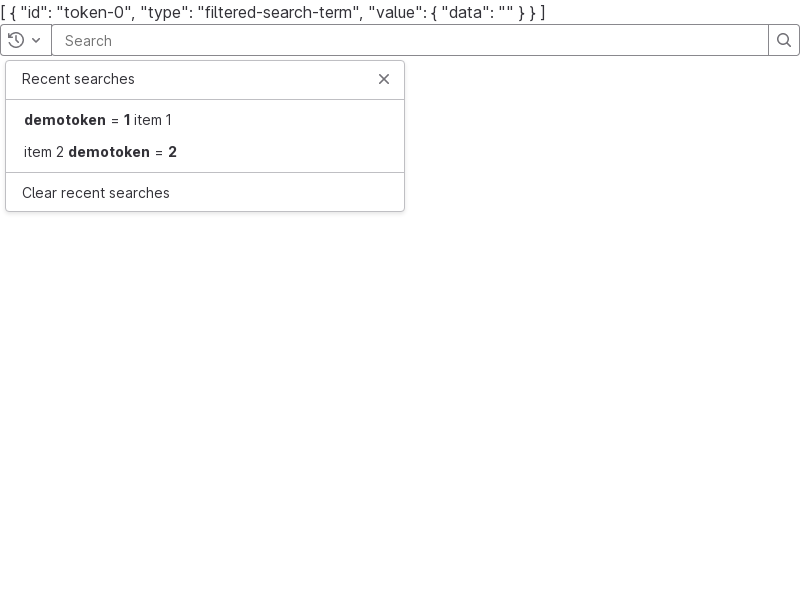 [ { "id": "token-0", "type": "filtered-search-term", "value": { "data": "" } } ]
Search
Recent searches
demotoken = 1 item 1
item 2 demotoken = 2
Clear recent searches